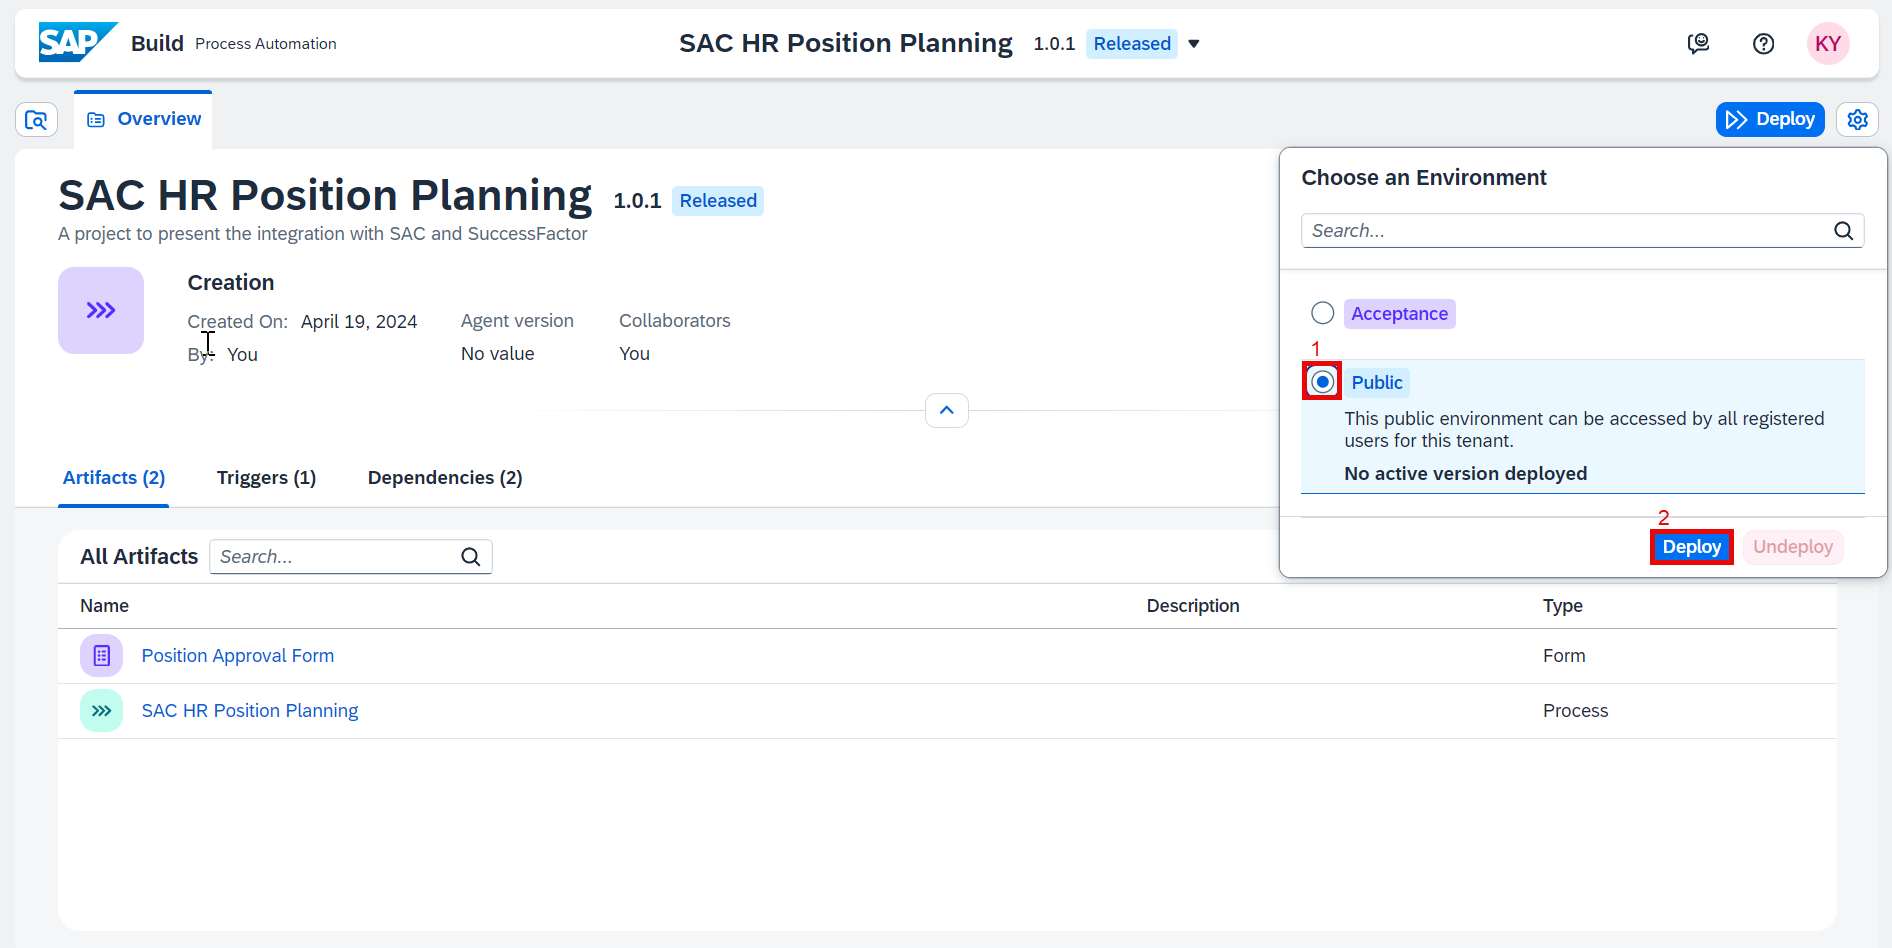 SAP Build Process Automation
SAC HR Position Planning 1.0.1 Released
KY
Overview
Deploy
SAC HR Position Planning 1.0.1 Released
A project to present the integration with SAC and SuccessFactor
Creation
Created On: April 19, 2024
By: You
Agent version
No value
Collaborators
You
Choose an Environment
Search...
Acceptance
1
Public
This public environment can be accessed by all registered
users for this tenant.
No active version deployed
2
Deploy Undeploy
Artifacts (2) Triggers (1) Dependencies (2)
All Artifacts Search...
Name Description Type
Position Approval Form Form
SAC HR Position Planning Process